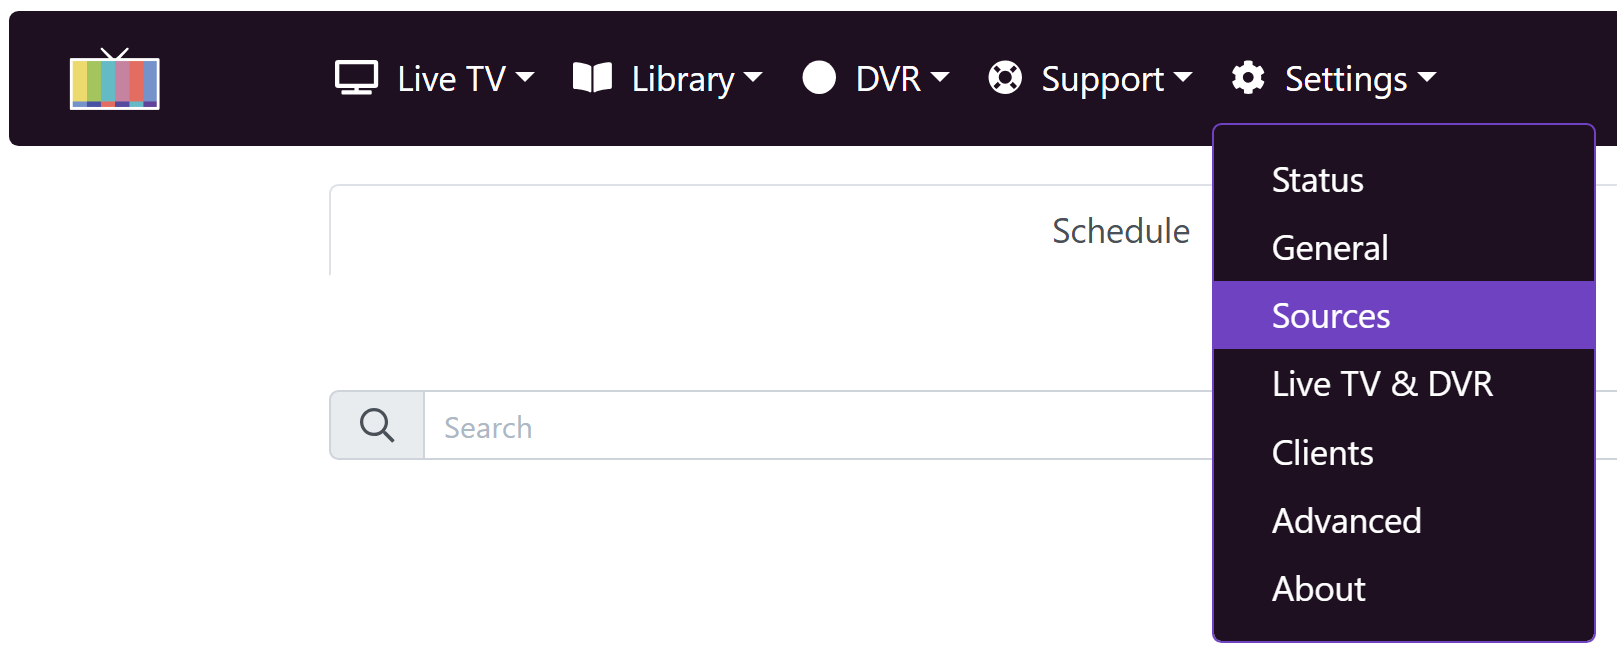 Live TV Library DVR Support Settings
Status
Schedule
General
Sources
Live TV & DVR
Search
Clients
Advanced
About